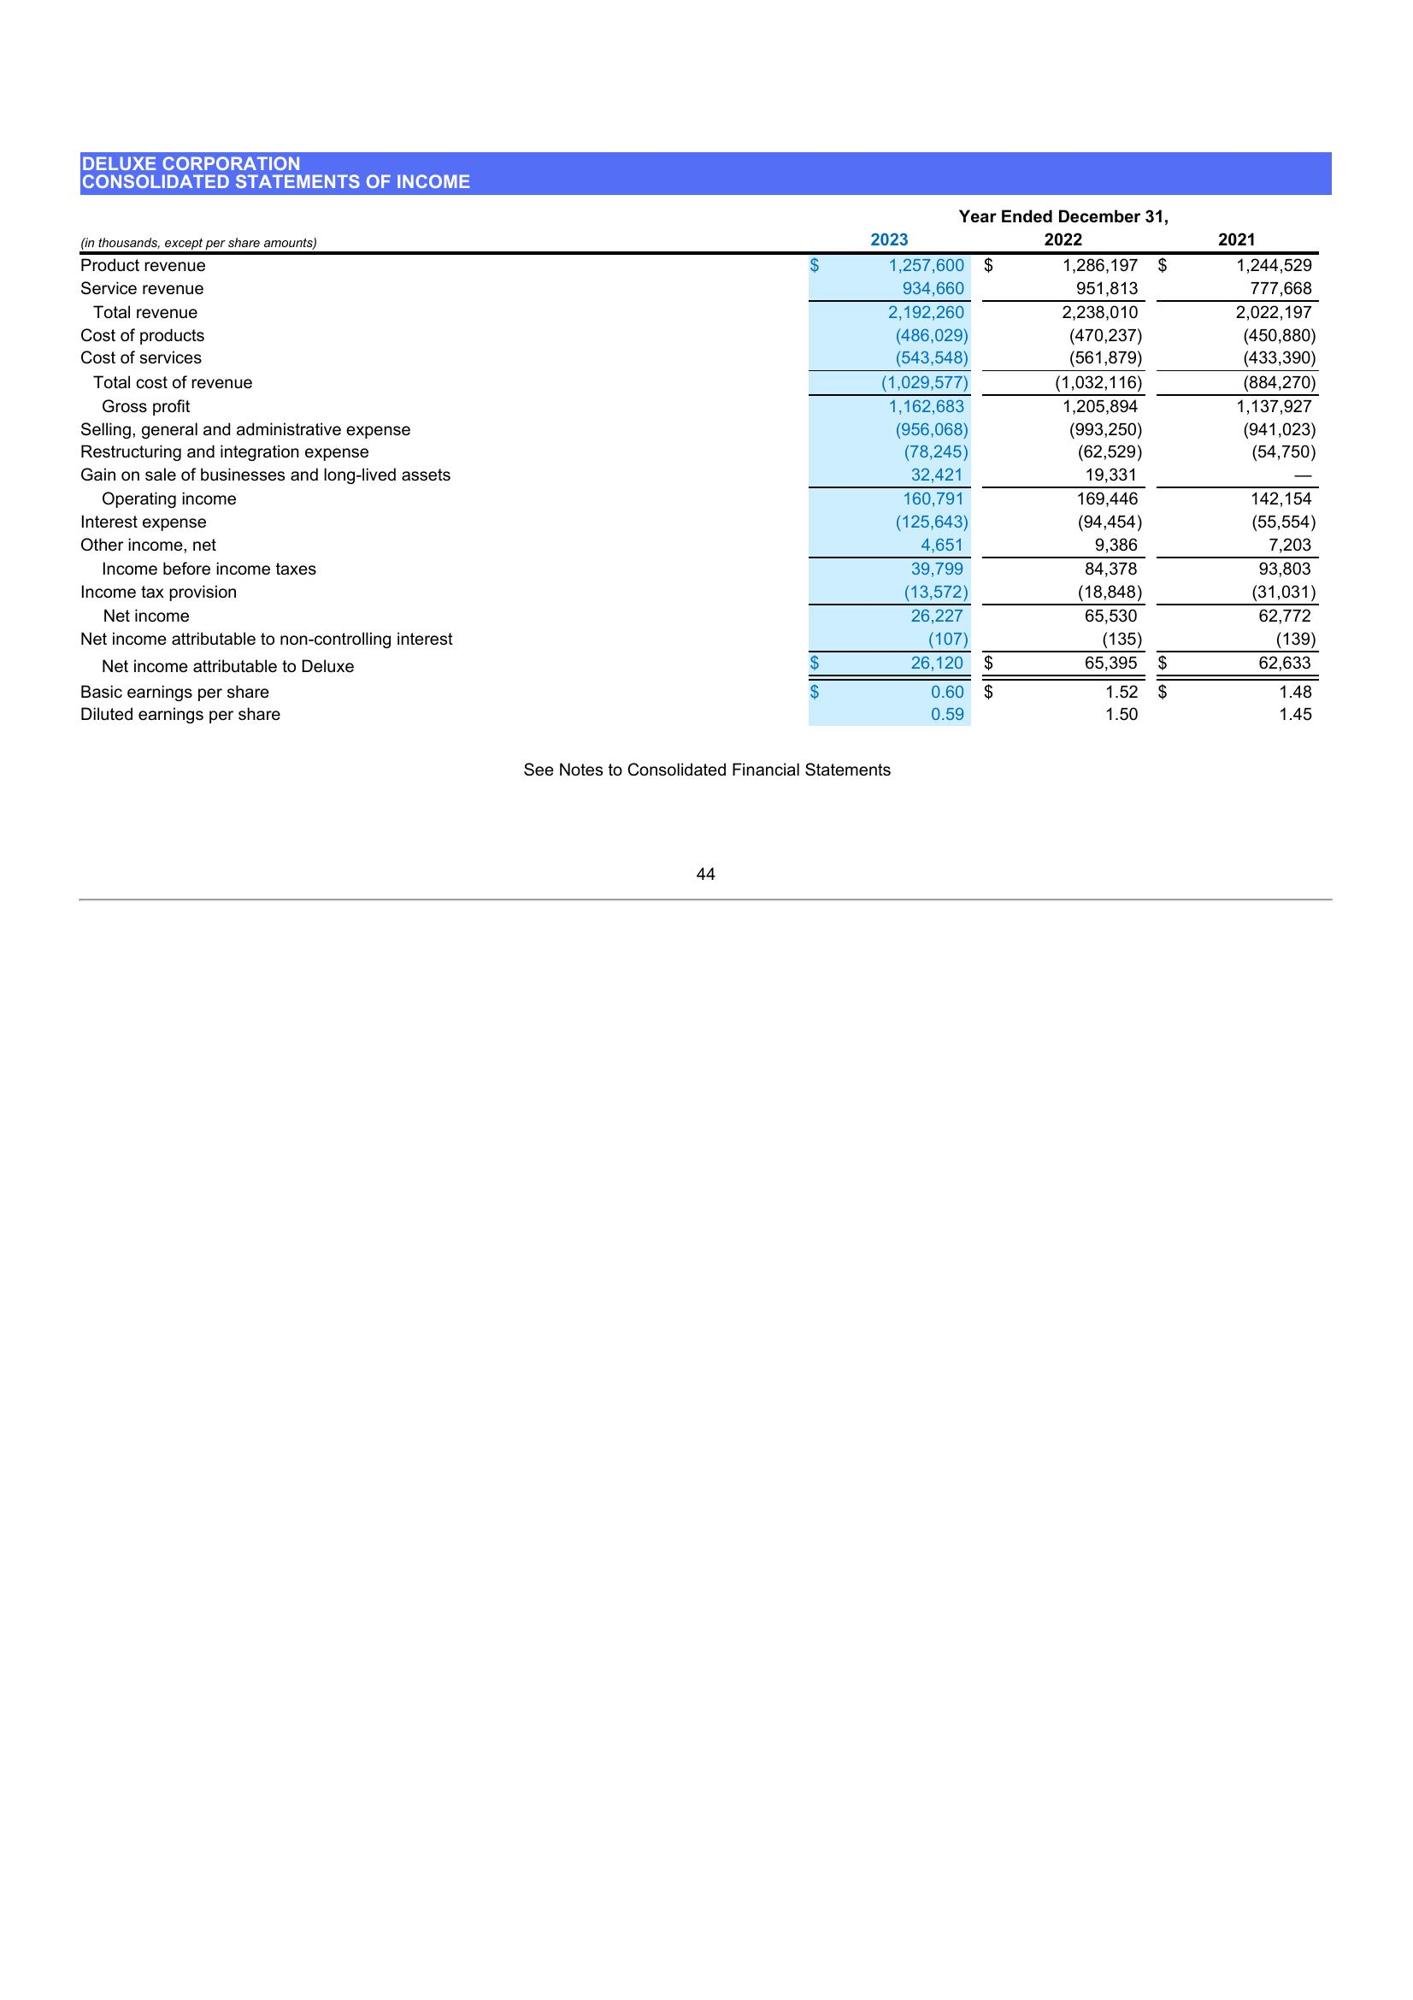 DELUXE CORPORATION
CONSOLIDATED STATEMENTS OF INCOME
Year Ended December 31,
(in thousands, except per share amounts) 2023 2022 2021
Product revenue $ 1,257,600 $ 1,286,197 $ 1,244,529
Service revenue 934,660 951,813 777,668
Total revenue 2,192,260 2,238,010 2,022,197
Cost of products (486,029) (470,237) (450,880)
Cost of services (543,548) (561,879) (433,390)
Total cost of revenue (1,029,577) (1,032,116) (884,270)
Gross profit 1,162,683 1,205,894 1,137,927
Selling, general and administrative expense (956,068) (993,250) (941,023)
Restructuring and integration expense (78,245) (62,529) (54,750)
Gain on sale of businesses and long-lived assets 32,421 19,331 —
Operating income 160,791 169,446 142,154
Interest expense (125,643) (94,454) (55,554)
Other income, net 4,651 9,386 7,203
Income before income taxes 39,799 84,378 93,803
Income tax provision (13,572) (18,848) (31,031)
Net income 26,227 65,530 62,772
Net income attributable to non-controlling interest (107) (135) (139)
Net income attributable to Deluxe $ 26,120 $ 65,395 $ 62,633
Basic earnings per share $ 0.60 $ 1.52 $ 1.48
Diluted earnings per share 0.59 1.50 1.45
See Notes to Consolidated Financial Statements
44